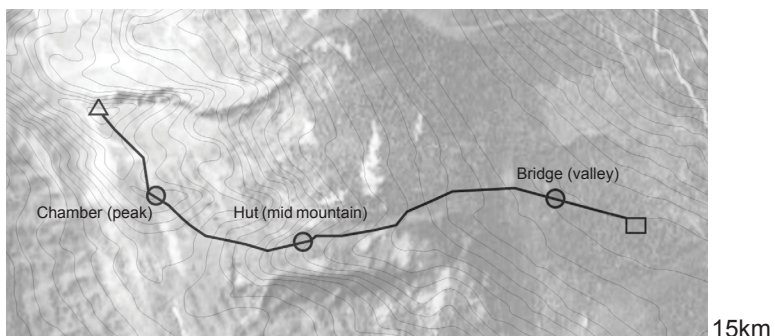 Bridge (valley)
Chamber (peak)
Hut (mid mountain)
15km